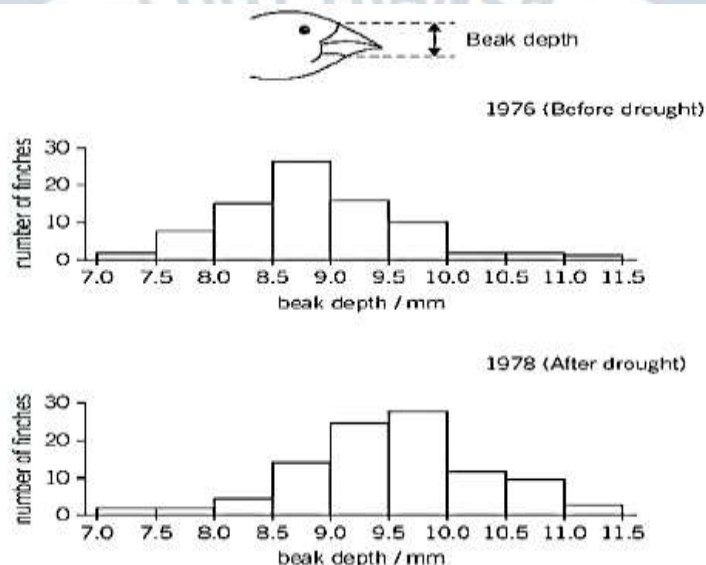 Beak depth
1976 (Before drought)
number of finches
30
20
10
0
7.0 7.5 8.0 8.5 9.0 9.5 10.0 10.5 11.0 11.5
beak depth / mm
1978 (After drought)
number of finches
30
20
10
0
7.0 7.5 8.0 8.5 9.0 9.5 10.0 10.5 11.0 11.5
beak depth / mm